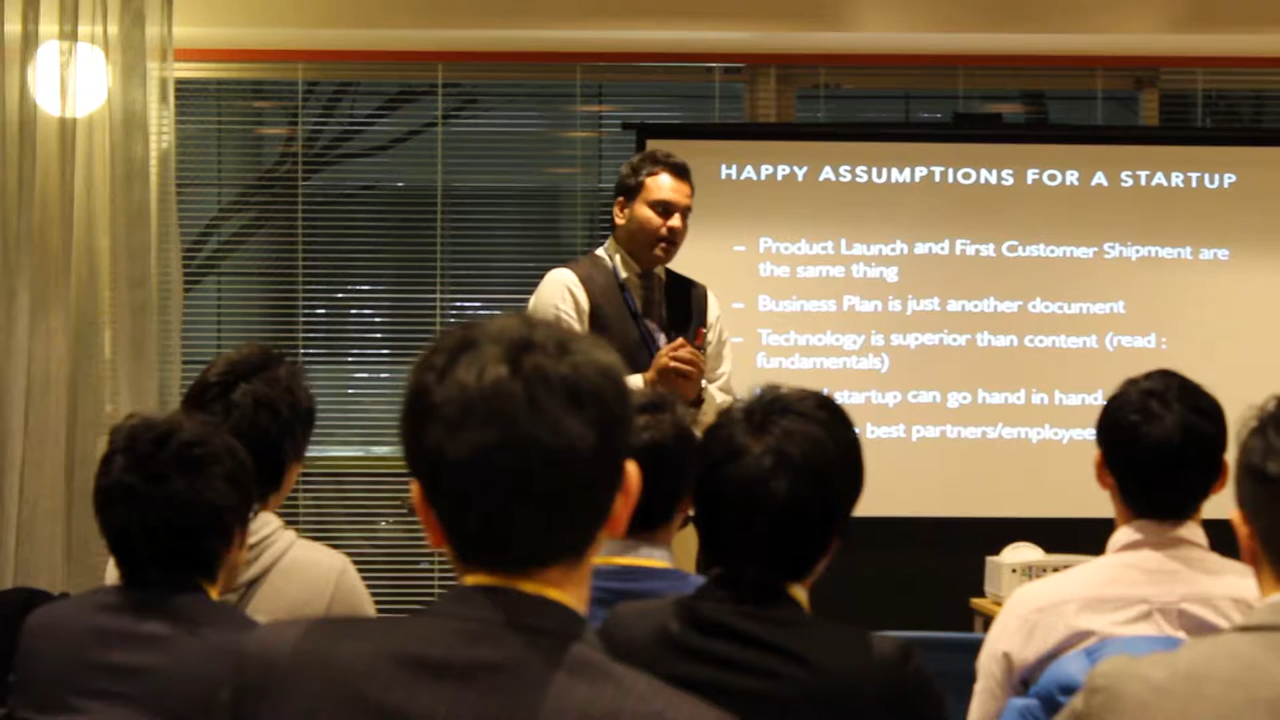 HAPPY ASSUMPTIONS FOR A STARTUP
– Product Launch and First Customer Shipment are
the same thing
– Business Plan is just another document
– Technology is superior than content (read :
fundamentals)
startup can go hand in hand.
best partners/employee